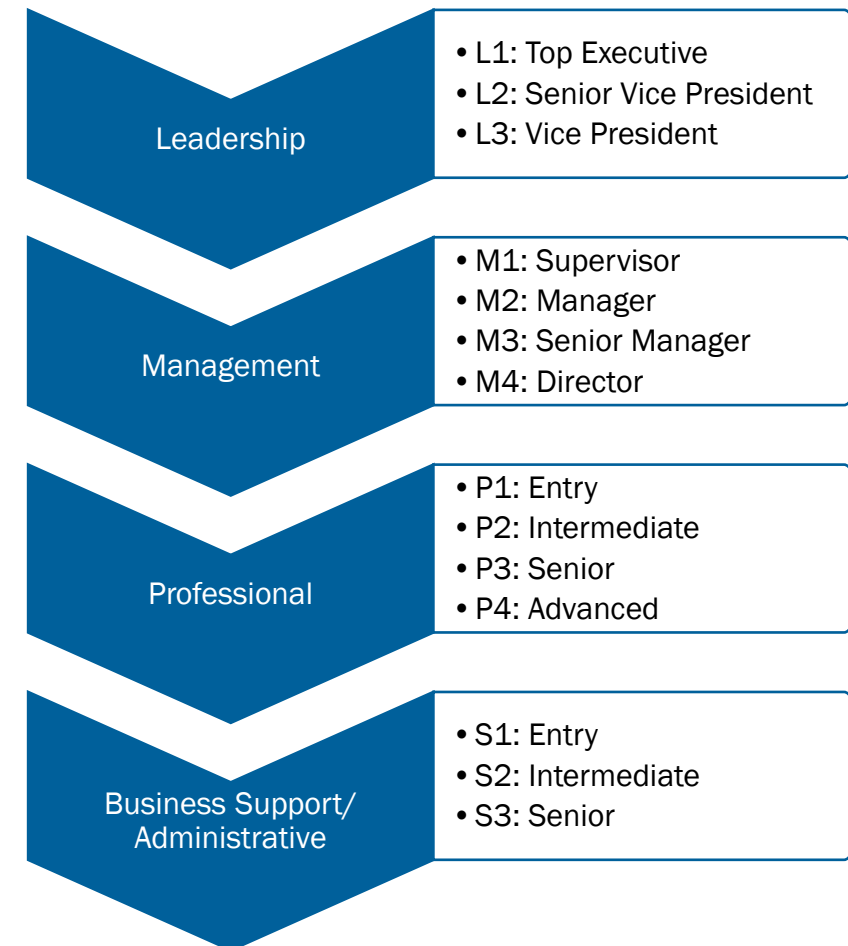 Leadership
• L1: Top Executive
• L2: Senior Vice President
• L3: Vice President
Management
• M1: Supervisor
• M2: Manager
• M3: Senior Manager
• M4: Director
Professional
• P1: Entry
• P2: Intermediate
• P3: Senior
• P4: Advanced
Business Support/
Administrative
• S1: Entry
• S2: Intermediate
• S3: Senior